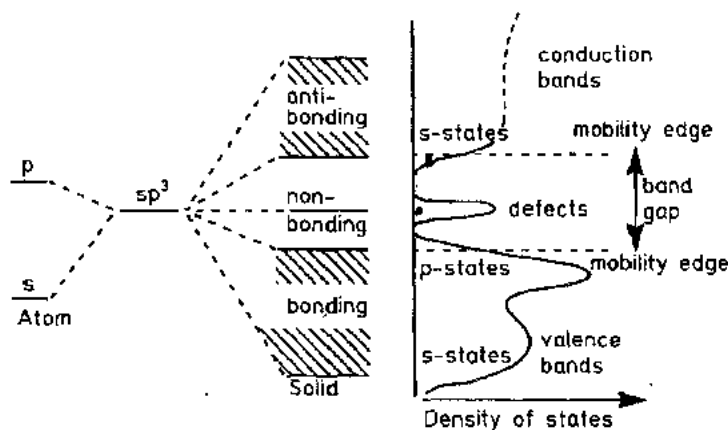 p
s
Atom
sp³
anti-
bonding
non-
bonding
bonding
Solid
conduction
bands
s-states
mobility edge
defects
band
gap
p-states
mobility edge
s-states
valence
bands
Density of states